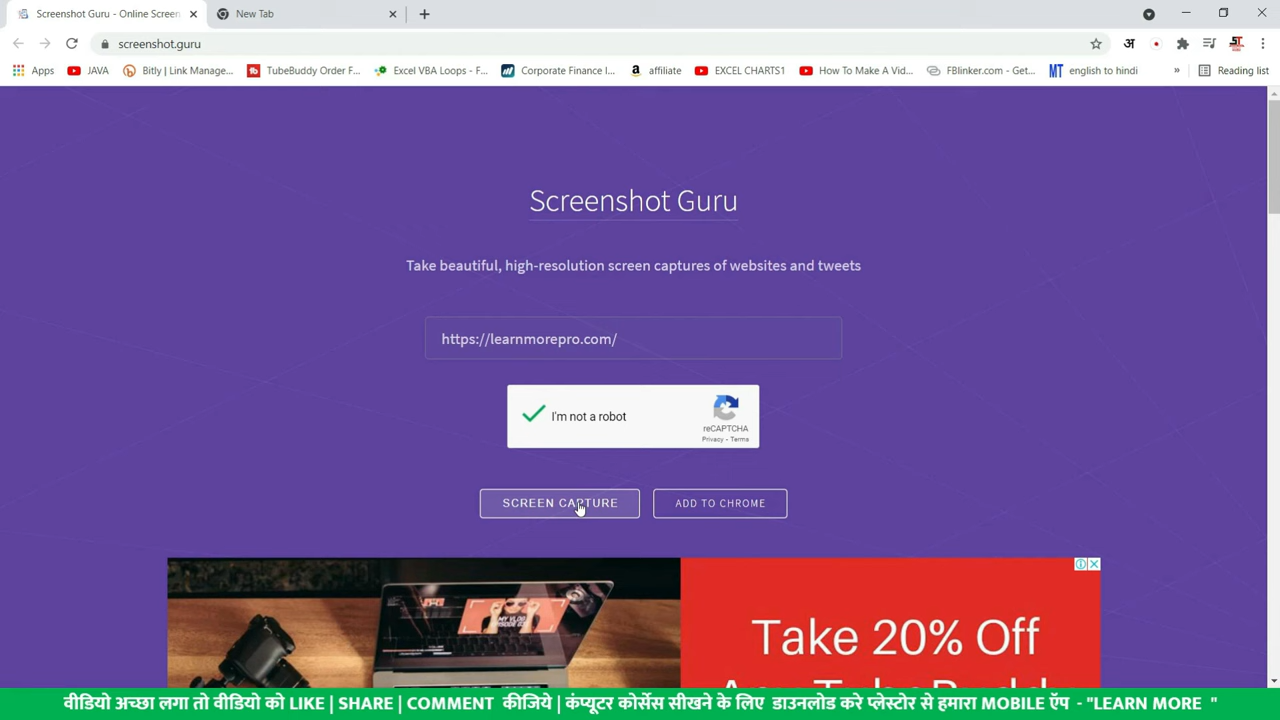 Screenshot Guru - Online Screen
New Tab
screenshot.guru
अ
Apps
JAVA
Bitly | Link Manage...
TubeBuddy Order F...
Excel VBA Loops - F...
Corporate Finance I...
affiliate
EXCEL CHARTS1
How To Make A Vid...
FBlinker.com - Get...
MT english to hindi
»
Reading list
Screenshot Guru
Take beautiful, high-resolution screen captures of websites and tweets
https://learnmorepro.com/
I'm not a robot
reCAPTCHA
Privacy - Terms
SCREEN CAPTURE
ADD TO CHROME
Take 20% Off
वीडियो अच्छा लगा तो वीडियो को LIKE | SHARE | COMMENT कीजिये | कंप्यूटर कोर्सेस सीखने के लिए डाउनलोड करे प्लेस्टोर से हमारा MOBILE ऍप - "LEARN MORE "